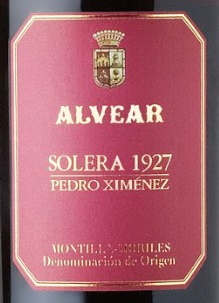 ALVEAR
SOLERA 1927
PEDRO XIMÉNEZ
MONTILLA-MORILES
Denominación de Origen